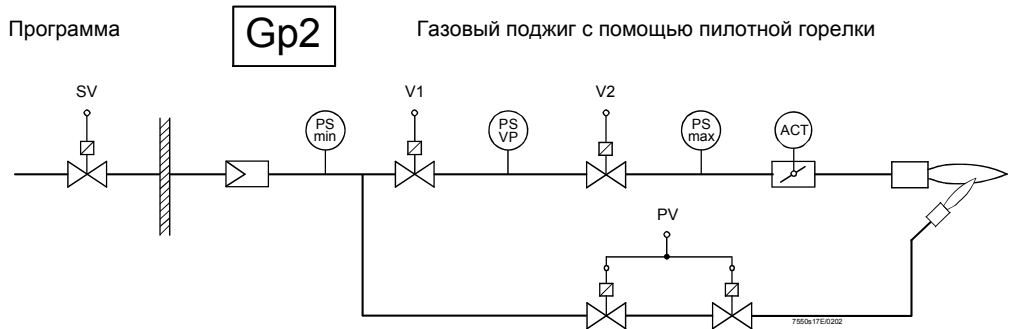 Программа
Gp2
Газовый поджиг с помощью пилотной горелки
SV
V1
V2
PS
min
PS
VP
PS
max
ACT
PV
7550s17E/0202